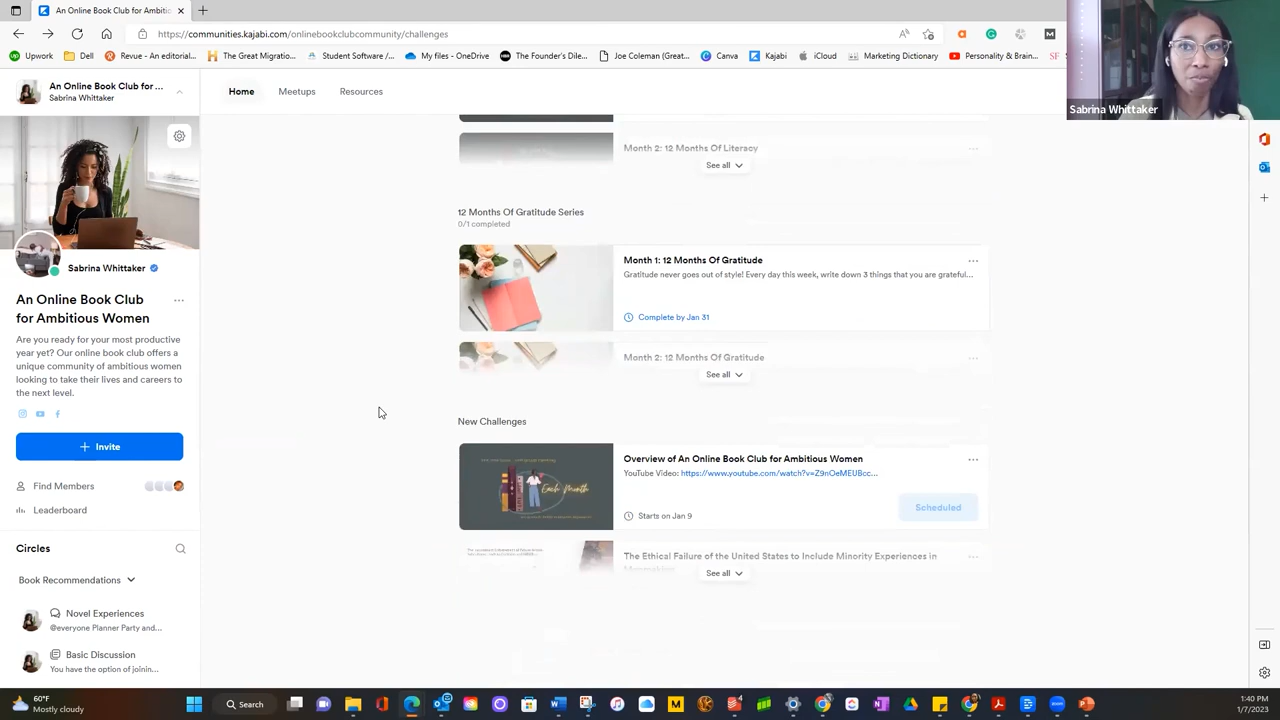 An Online Book Club for Ambitio
https://communities.kajabi.com/onlinebookclubcommunity/challenges
Upwork
Dell
Revue - An editorial...
The Great Migratio...
Student Software /...
My files - OneDrive
The Founder's Dile...
Joe Coleman (Great...
Canva
Kajabi
iCloud
Marketing Dictionary
Personality & Brain...
SF
Sabrina Whittaker
An Online Book Club for ...
Sabrina Whittaker
Home
Meetups
Resources
Month 2: 12 Months Of Literacy
See all
12 Months Of Gratitude Series
0/1 completed
Month 1: 12 Months Of Gratitude
Gratitude never goes out of style! Every day this week, write down 3 things that you are grateful...
Complete by Jan 31
Month 2: 12 Months Of Gratitude
See all
New Challenges
Overview of An Online Book Club for Ambitious Women
YouTube Video: https://www.youtube.com/watch?v=Z9nOeMEUBcc...
Each Month
Starts on Jan 9
Scheduled
The Ethical Failure of the United States to Include Minority Experiences in
See all
Sabrina Whittaker
An Online Book Club
for Ambitious Women
Are you ready for your most productive
year yet? Our online book club offers a
unique community of ambitious women
looking to take their lives and careers to
the next level.
+ Invite
Find Members
Leaderboard
Circles
Book Recommendations
Novel Experiences
@everyone Planner Party and...
Basic Discussion
You have the option of joinin...
60°F
Mostly cloudy
Search
4
1:40 PM
1/7/2023